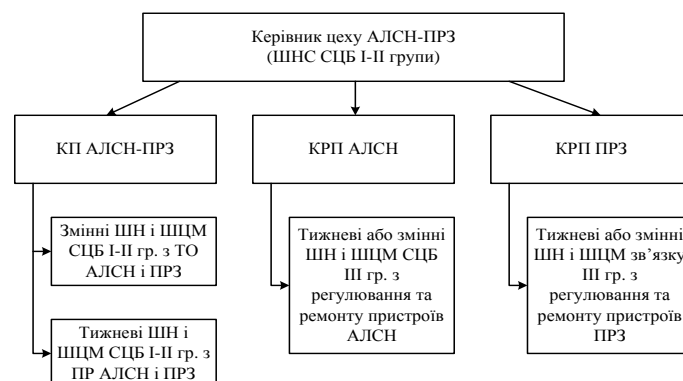 Керівник цеху АЛСН-ПРЗ
(ШНС СЦБ І-ІІ групи)
КП АЛСН-ПРЗ
КРП АЛСН
КРП ПРЗ
Змінні ШН і ШЦМ
СЦБ І-ІІ гр. з ТО
АЛСН і ПРЗ
Тижневі ШН і
ШЦМ СЦБ І-ІІ гр. з
ПР АЛСН і ПРЗ
Тижневі або змінні
ШН і ШЦМ СЦБ
ІІІ гр. з
регулювання та
ремонту пристроїв
АЛСН
Тижневі або змінні
ШН і ШЦМ зв’язку
ІІІ гр. з
регулювання та
ремонту пристроїв
ПРЗ